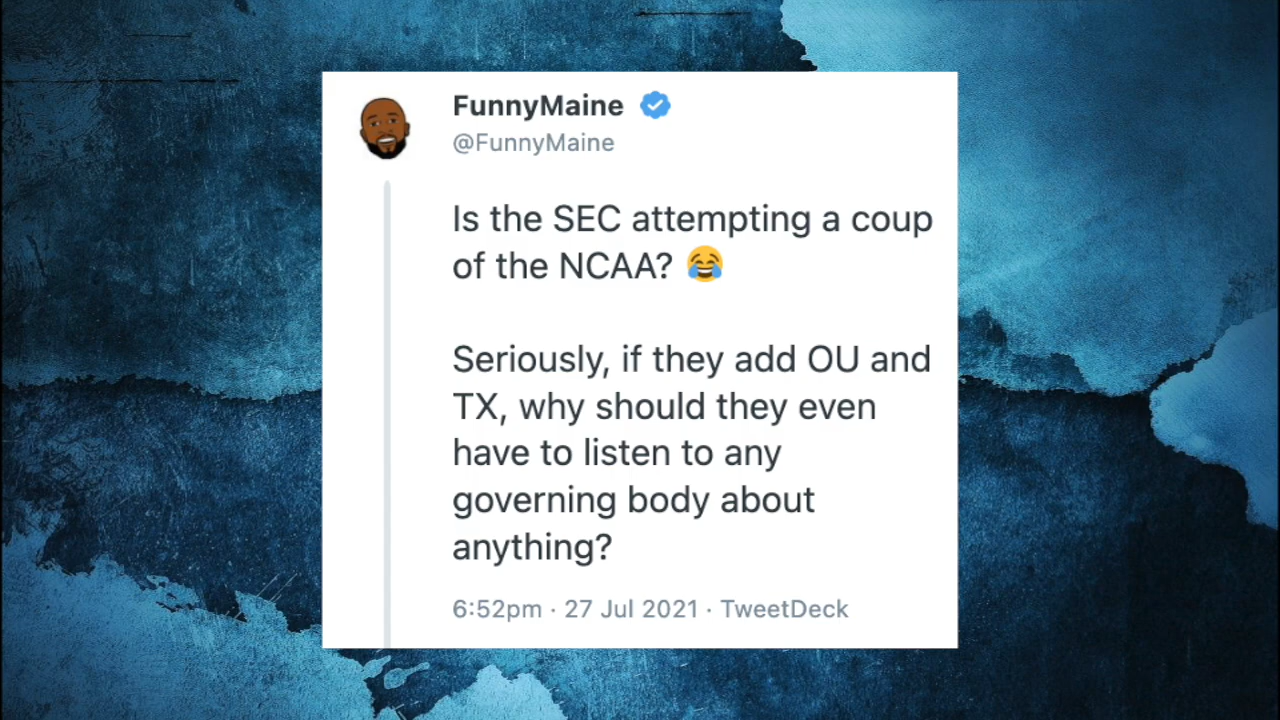 FunnyMaine
@FunnyMaine
Is the SEC attempting a coup
of the NCAA? 😂
Seriously, if they add OU and
TX, why should they even
have to listen to any
governing body about
anything?
6:52pm · 27 Jul 2021 · TweetDeck